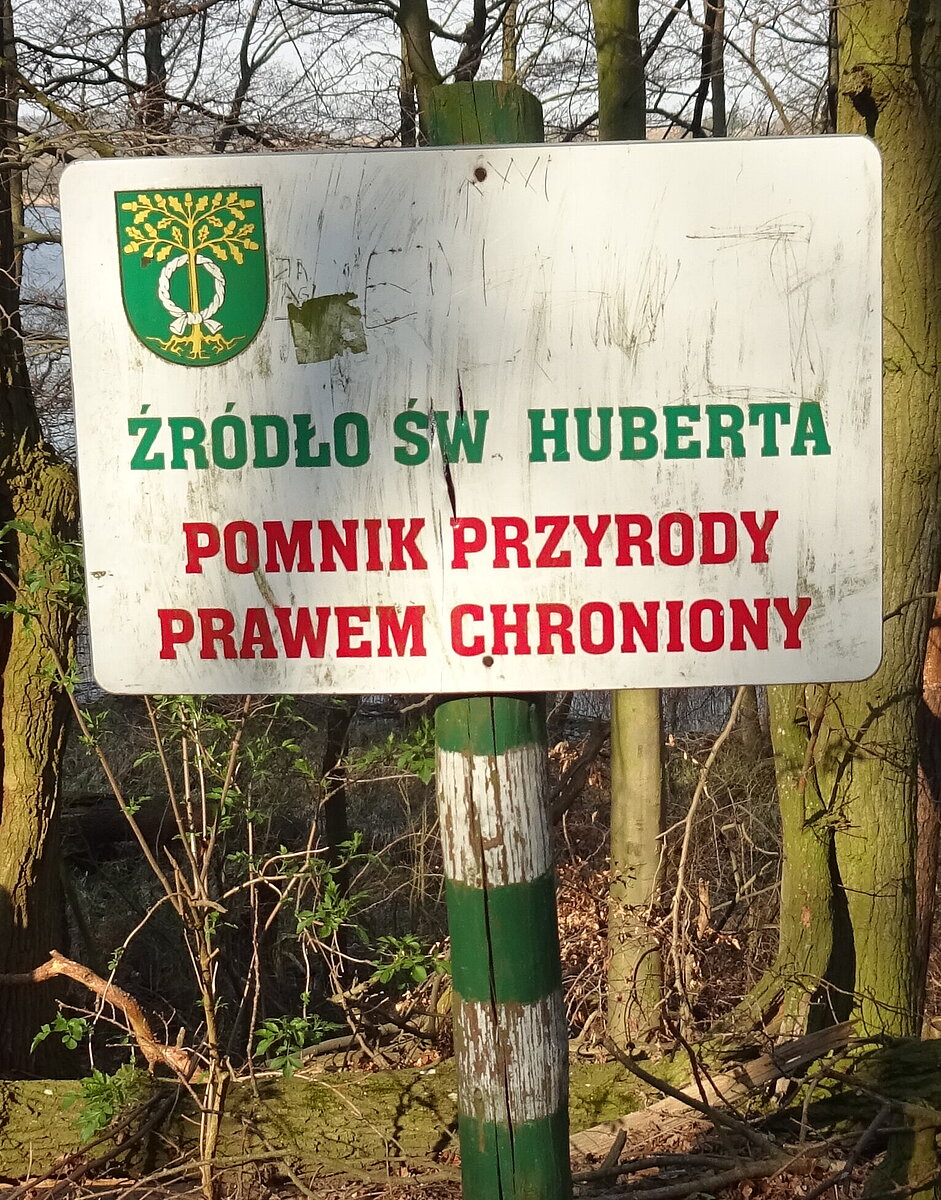 ŹRÓDŁO ŚW HUBERTA
POMNIK PRZYRODY
PRAWEM CHRONIONY